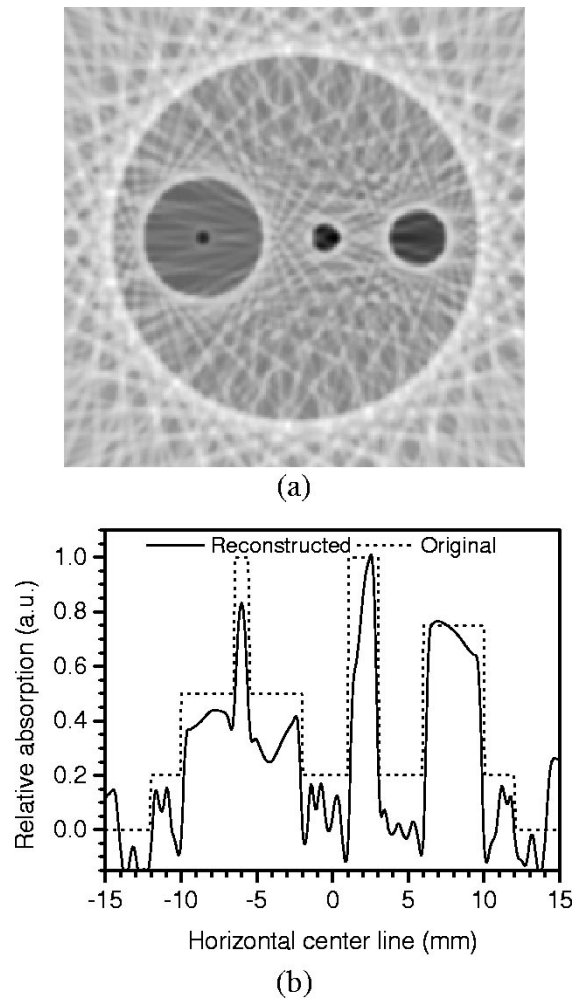 (a)
Reconstructed Original
1.0
0.8
0.6
0.4
0.2
0.0
Relative absorption (a.u.)
-15 -10 -5 0 5 10 15
Horizontal center line (mm)
(b)